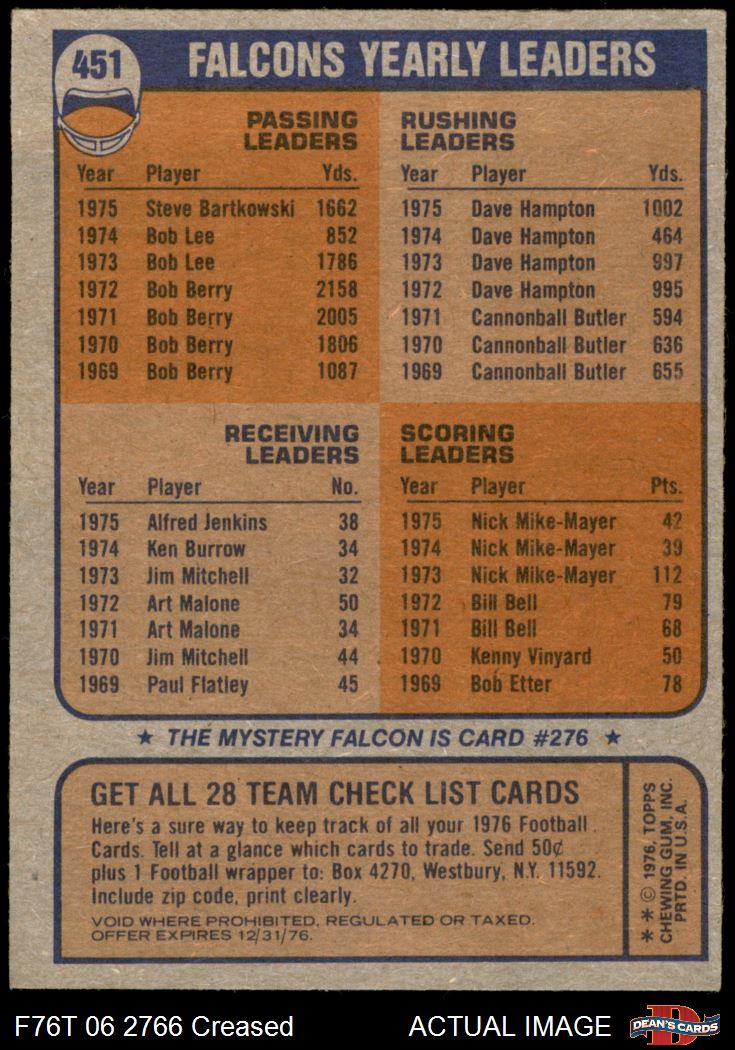 451
FALCONS YEARLY LEADERS
PASSING
LEADERS
Year Player Yds.
1975 Steve Bartkowski 1662
1974 Bob Lee 852
1973 Bob Lee 1786
1972 Bob Berry 2158
1971 Bob Berry 2005
1970 Bob Berry 1806
1969 Bob Berry 1087
RUSHING
LEADERS
Year Player Yds.
1975 Dave Hampton 1002
1974 Dave Hampton 464
1973 Dave Hampton 997
1972 Dave Hampton 995
1971 Cannonball Butler 594
1970 Cannonball Butler 636
1969 Cannonball Butler 655
RECEIVING
LEADERS
Year Player No.
1975 Alfred Jenkins 38
1974 Ken Burrow 34
1973 Jim Mitchell 32
1972 Art Malone 50
1971 Art Malone 34
1970 Jim Mitchell 44
1969 Paul Flatley 45
SCORING
LEADERS
Year Player Pts.
1975 Nick Mike-Mayer 42
1974 Nick Mike-Mayer 39
1973 Nick Mike-Mayer 112
1972 Bill Bell 79
1971 Bill Bell 68
1970 Kenny Vinyard 50
1969 Bob Etter 78
★ THE MYSTERY FALCON IS CARD #276 ★
GET ALL 28 TEAM CHECK LIST CARDS
Here's a sure way to keep track of all your 1976 Football
Cards. Tell at a glance which cards to trade. Send 50¢
plus 1 Football wrapper to: Box 4270, Westbury, N.Y. 11592.
Include zip code, print clearly.
VOID WHERE PROHIBITED, REGULATED OR TAXED.
OFFER EXPIRES 12/31/76.
** © 1976, TOPPS
CHEWING GUM, INC.
PRTD. IN U.S.A.
F76T 06 2766 Creased
ACTUAL IMAGE
D
DEAN'S CARDS